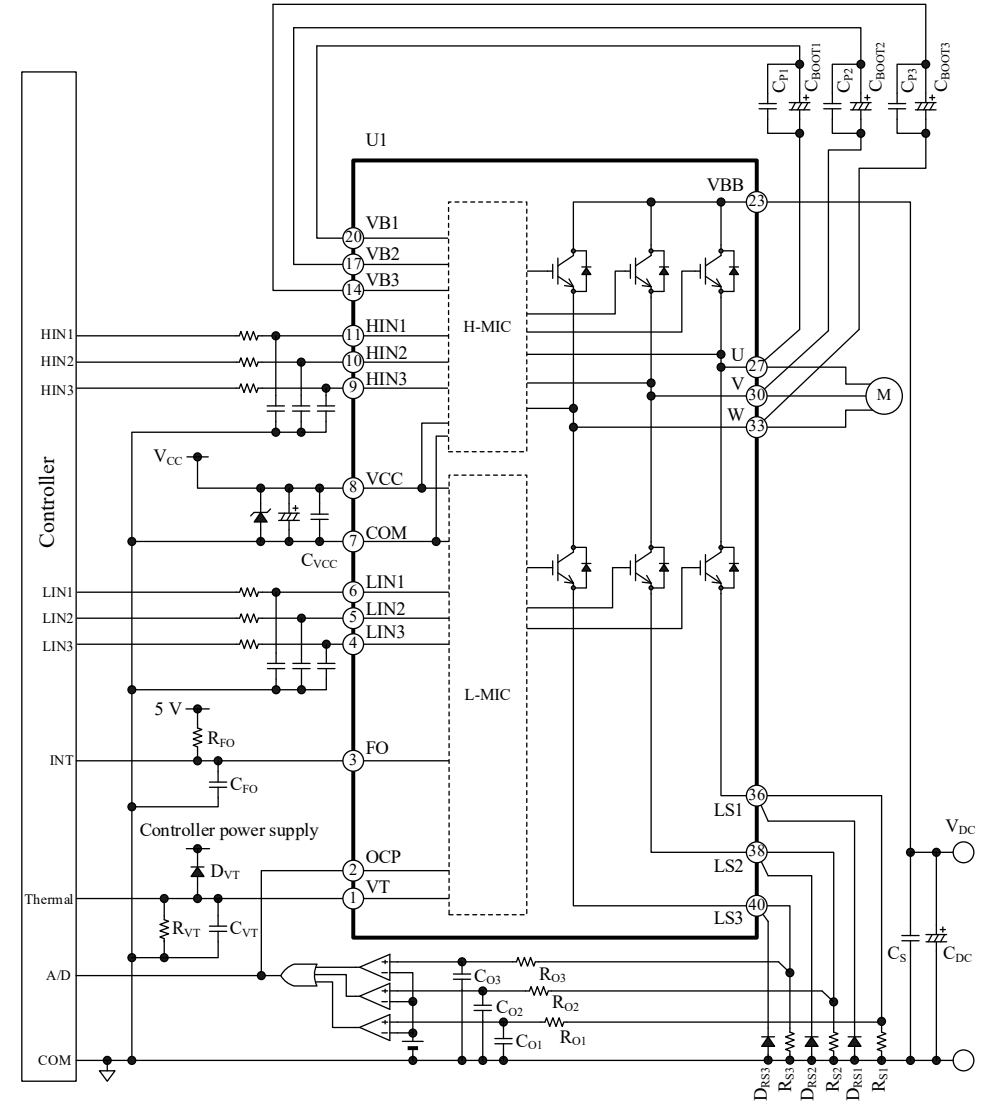 CP1
CBOOT1
CP2
CBOOT2
CP3
CBOOT3
U1
VBB
23
20
VB1
17
VB2
14
VB3
HIN1
11
HIN1
HIN2
10
HIN2
HIN3
9
HIN3
H-MIC
U
27
V
30
W
33
M
Controller
VCC
8
VCC
7
COM
CVCC
LIN1
6
LIN1
LIN2
5
LIN2
LIN3
4
LIN3
L-MIC
5 V
RFO
INT
3
FO
CFO
36
LS1
VDC
Controller power supply
DVT
2
OCP
38
LS2
Thermal
1
VT
40
LS3
RVT
CVT
CS
CDC
A/D
CO3
RO3
CO2
RO2
CO1
RO1
COM
DRS3
RS3
DRS2
RS2
DRS1
RS1